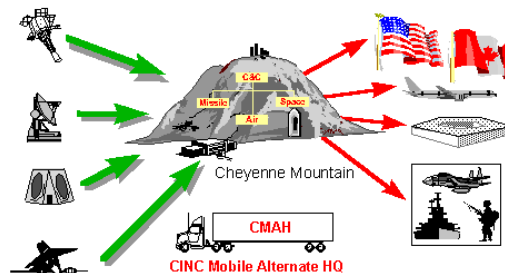 C&C
Missile
Space
Air
Cheyenne Mountain
CMAH
CINC Mobile Alternate HQ